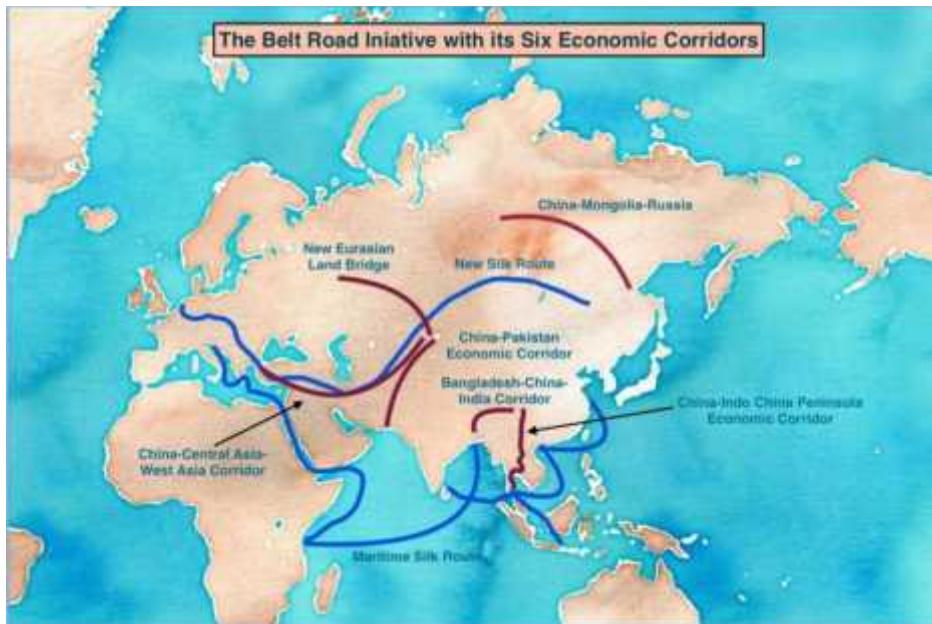 The Belt Road Iniative with its Six Economic Corridors
China-Mongolia-Russia
New Eurasian
Land Bridge
New Silk Route
China-Pakistan
Economic Corridor
Bangladesh-China-
India Corridor
China-Indo China Peninsula
Economic Corridor
China-Central Asia-
West Asia Corridor
Maritime Silk Route